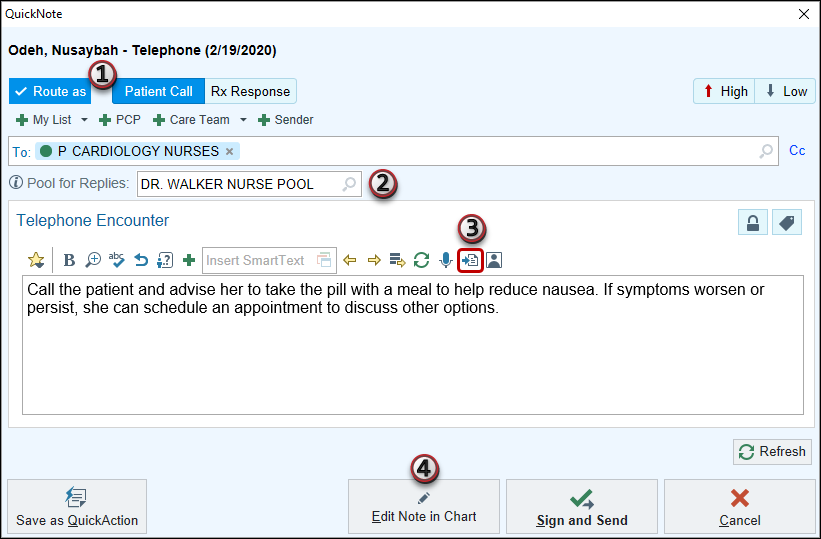 QuickNote
Odeh, Nusaybah - Telephone (2/19/2020)
1
Route as Patient Call Rx Response High Low
My List PCP Care Team Sender
To: P CARDIOLOGY NURSES × Cc
Pool for Replies: DR. WALKER NURSE POOL 2
Telephone Encounter 3
B abc Insert SmartText
Call the patient and advise her to take the pill with a meal to help reduce nausea. If symptoms worsen or
persist, she can schedule an appointment to discuss other options.
Refresh
4
Save as QuickAction Edit Note in Chart Sign and Send Cancel